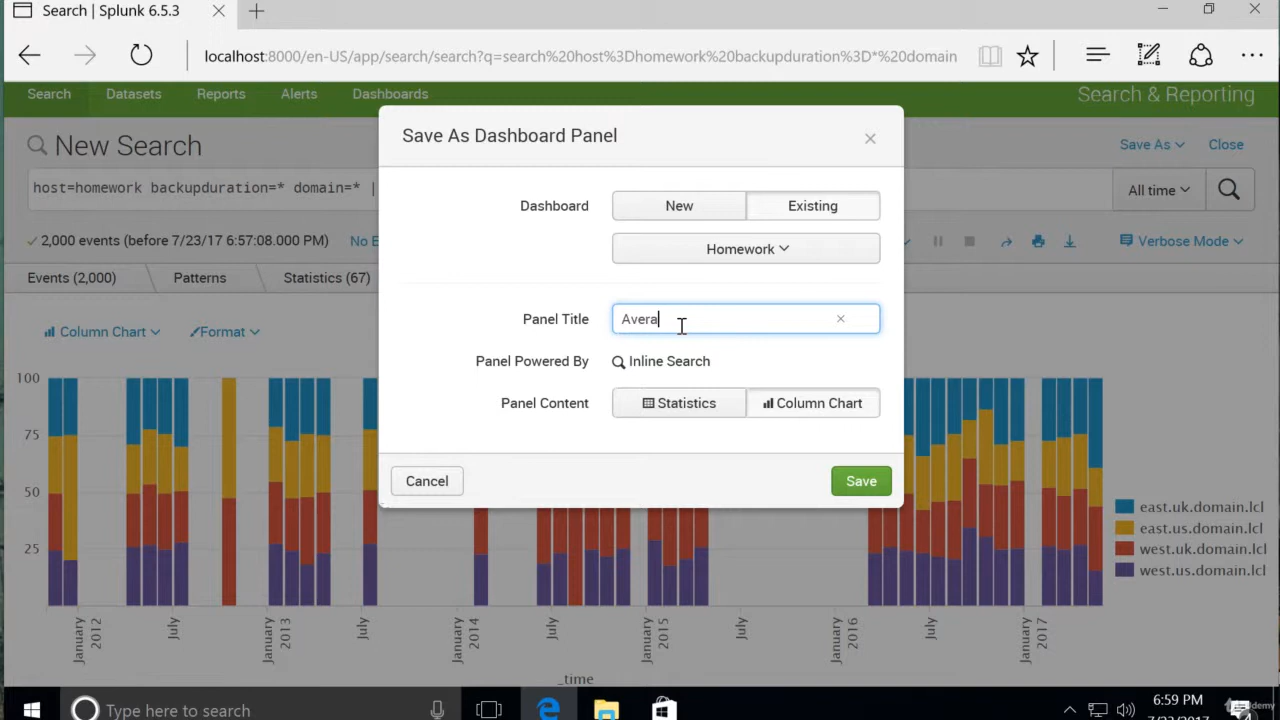 Search | Splunk 6.5.3
localhost:8000/en-US/app/search/search?q=search%20host%3Dhomework%20backupduration%3D*%20domain
Search Datasets Reports Alerts Dashboards Search & Reporting
New Search Save As Close
host=homework backupduration=* domain=* | All time
2,000 events (before 7/23/17 6:57:08.000 PM) No E Verbose Mode
Events (2,000) Patterns Statistics (67)
Column Chart Format
Save As Dashboard Panel
Dashboard New Existing
Homework
Panel Title Avera
Panel Powered By Inline Search
Panel Content Statistics Column Chart
Cancel Save
100
75
50
25
east.uk.domain.lcl
east.us.domain.lcl
west.uk.domain.lcl
west.us.domain.lcl
January 2012 July January 2013 July January 2014 July January 2015 July January 2016 July January 2017
_time
Type here to search
6:59 PM
7/23/2017